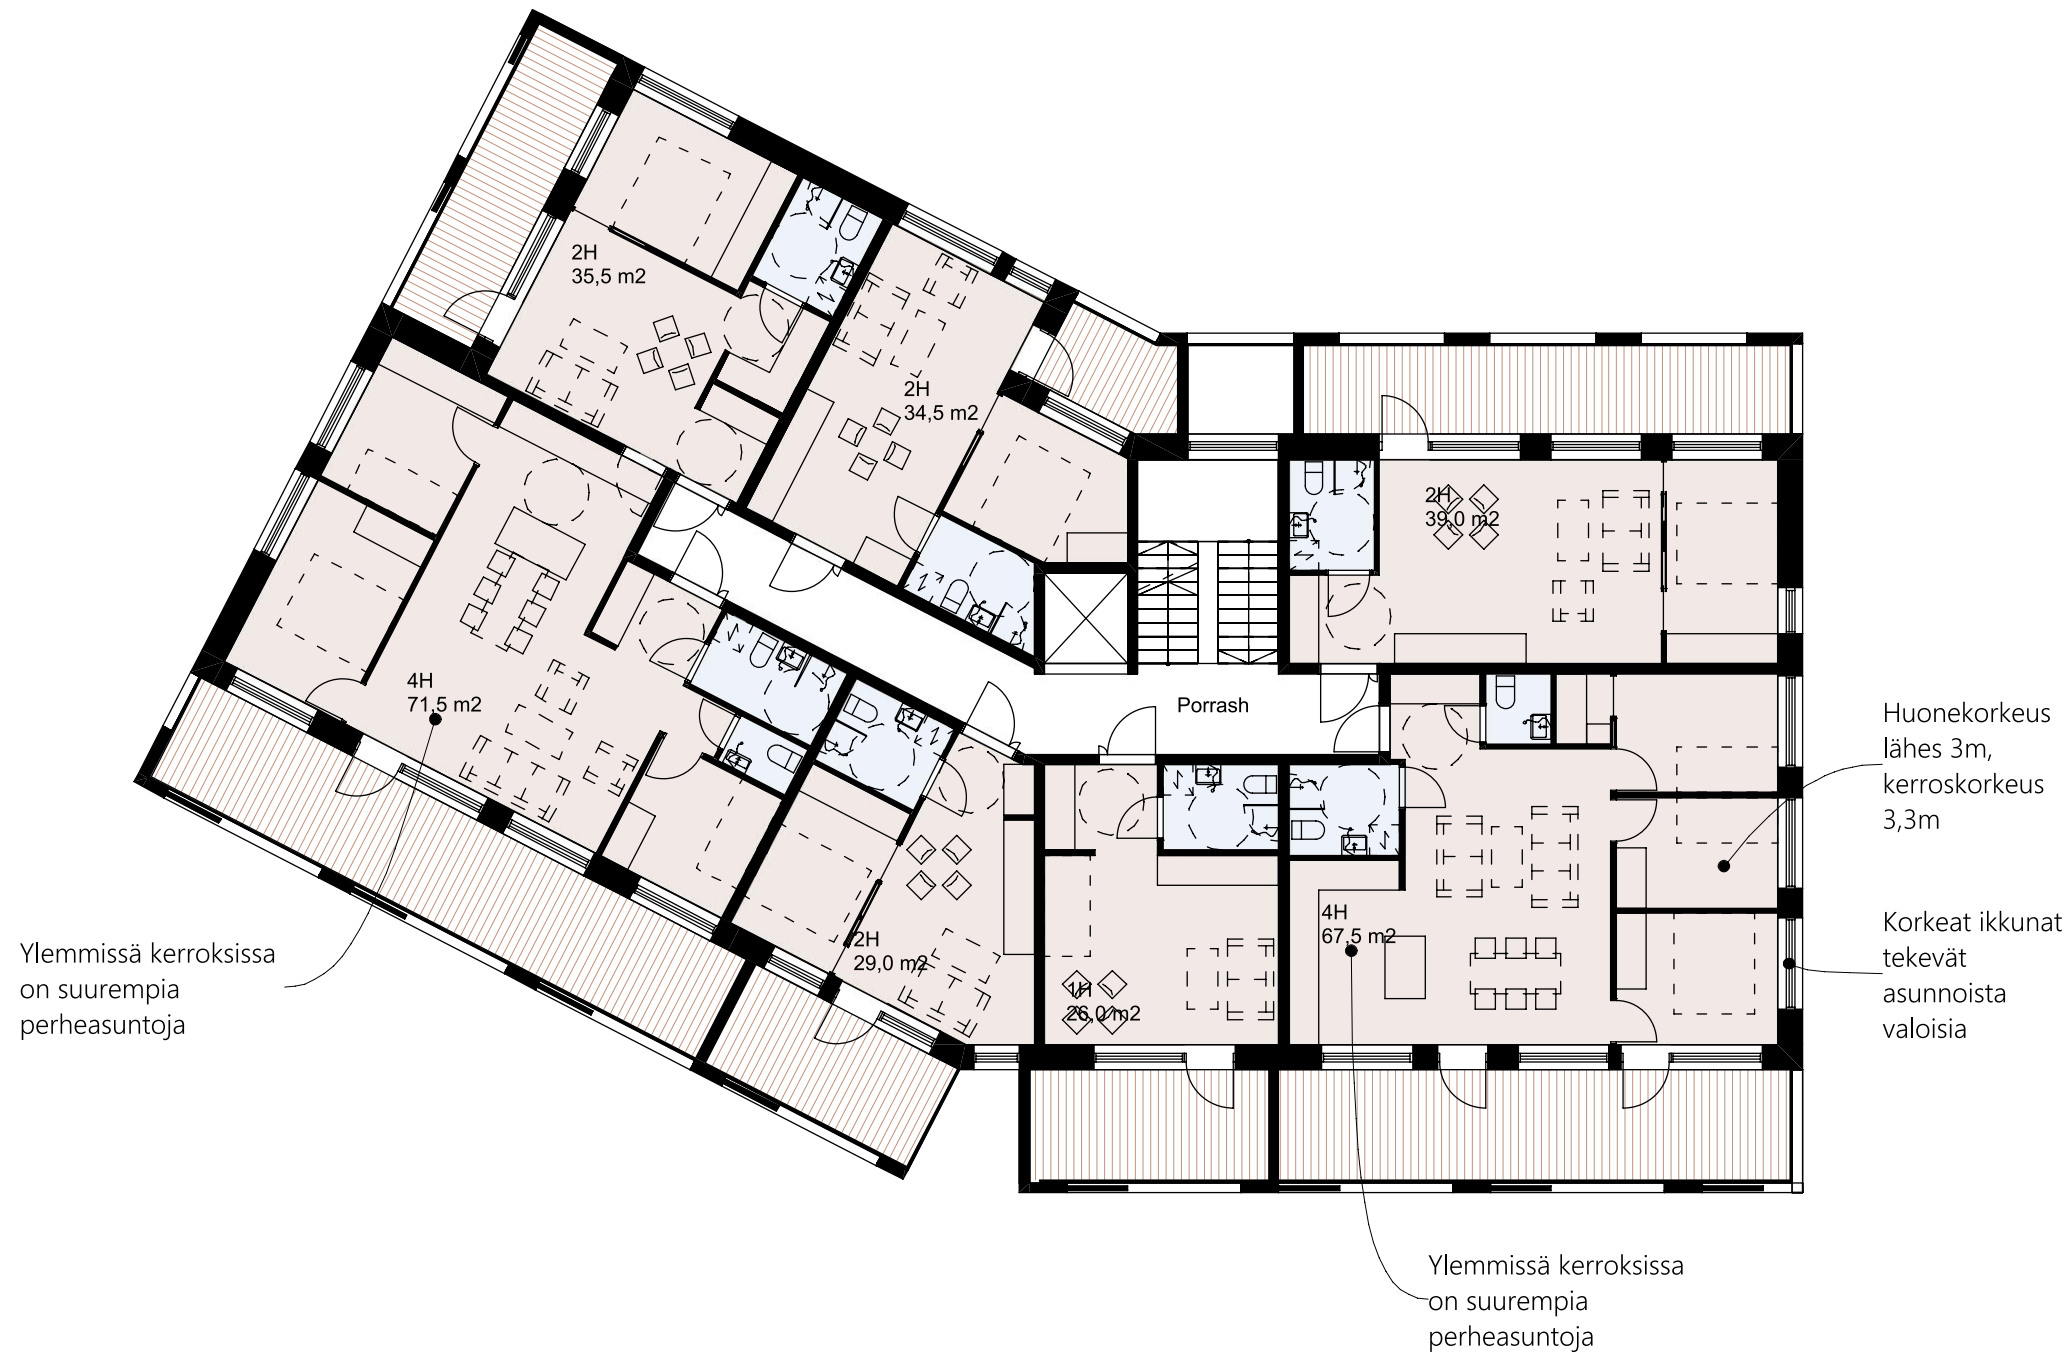 2H
35,5 m2
2H
34,5 m2
2H
39,0 m2
4H
71,5 m2
Porrash
Huonekorkeus
lähes 3m,
kerroskorkeus
3,3m
4H
67,5 m2
Korkeat ikkunat
tekevät
asunnoista
valoisia
2H
29,0 m2
1H
26,0 m2
Ylemmissä kerroksissa
on suurempia
perheasuntoja
Ylemmissä kerroksissa
on suurempia
perheasuntoja